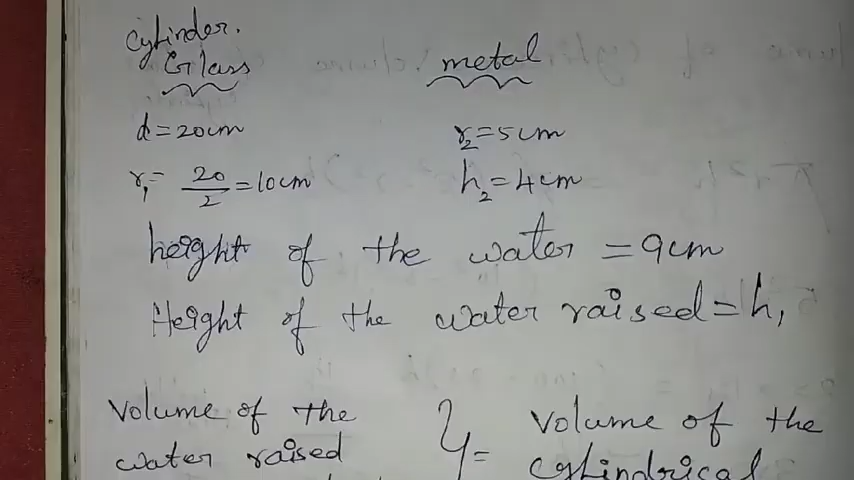 Cylinder.
Glass metal
d=20cm r₂=5cm
r₁= 20/2 =10cm h₂=4cm
height of the water =9cm
Height of the water raised=h₁
Volume of the }= Volume of the
water raised cylindrical